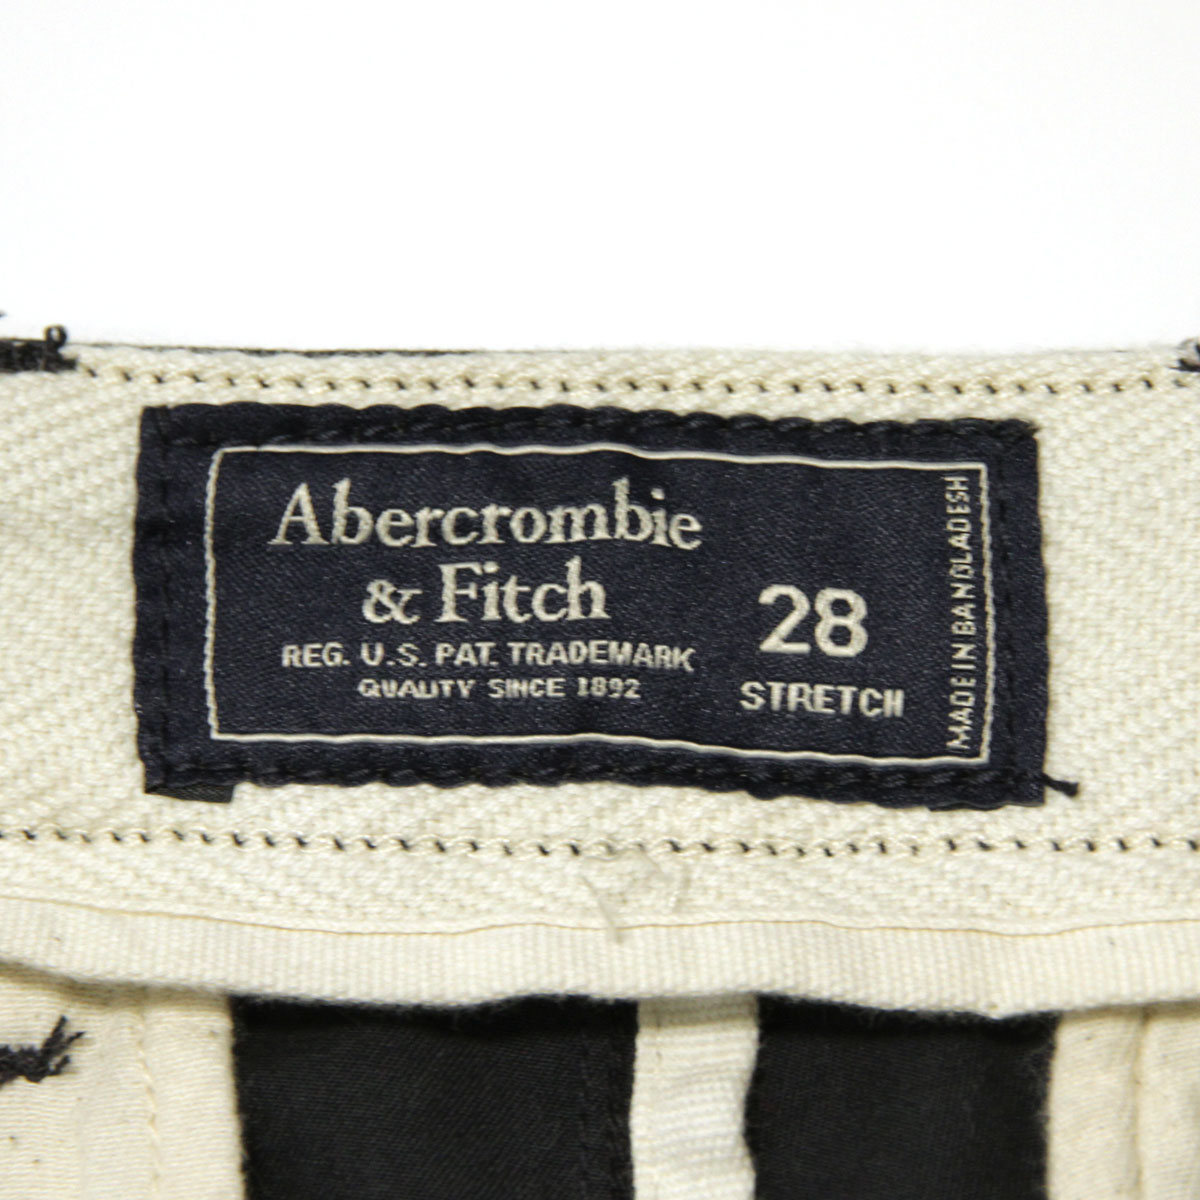 Abercrombie
& Fitch
REG. U.S. PAT. TRADEMARK
QUALITY SINCE 1892
28
STRETCH
MADE IN BANGLADESH